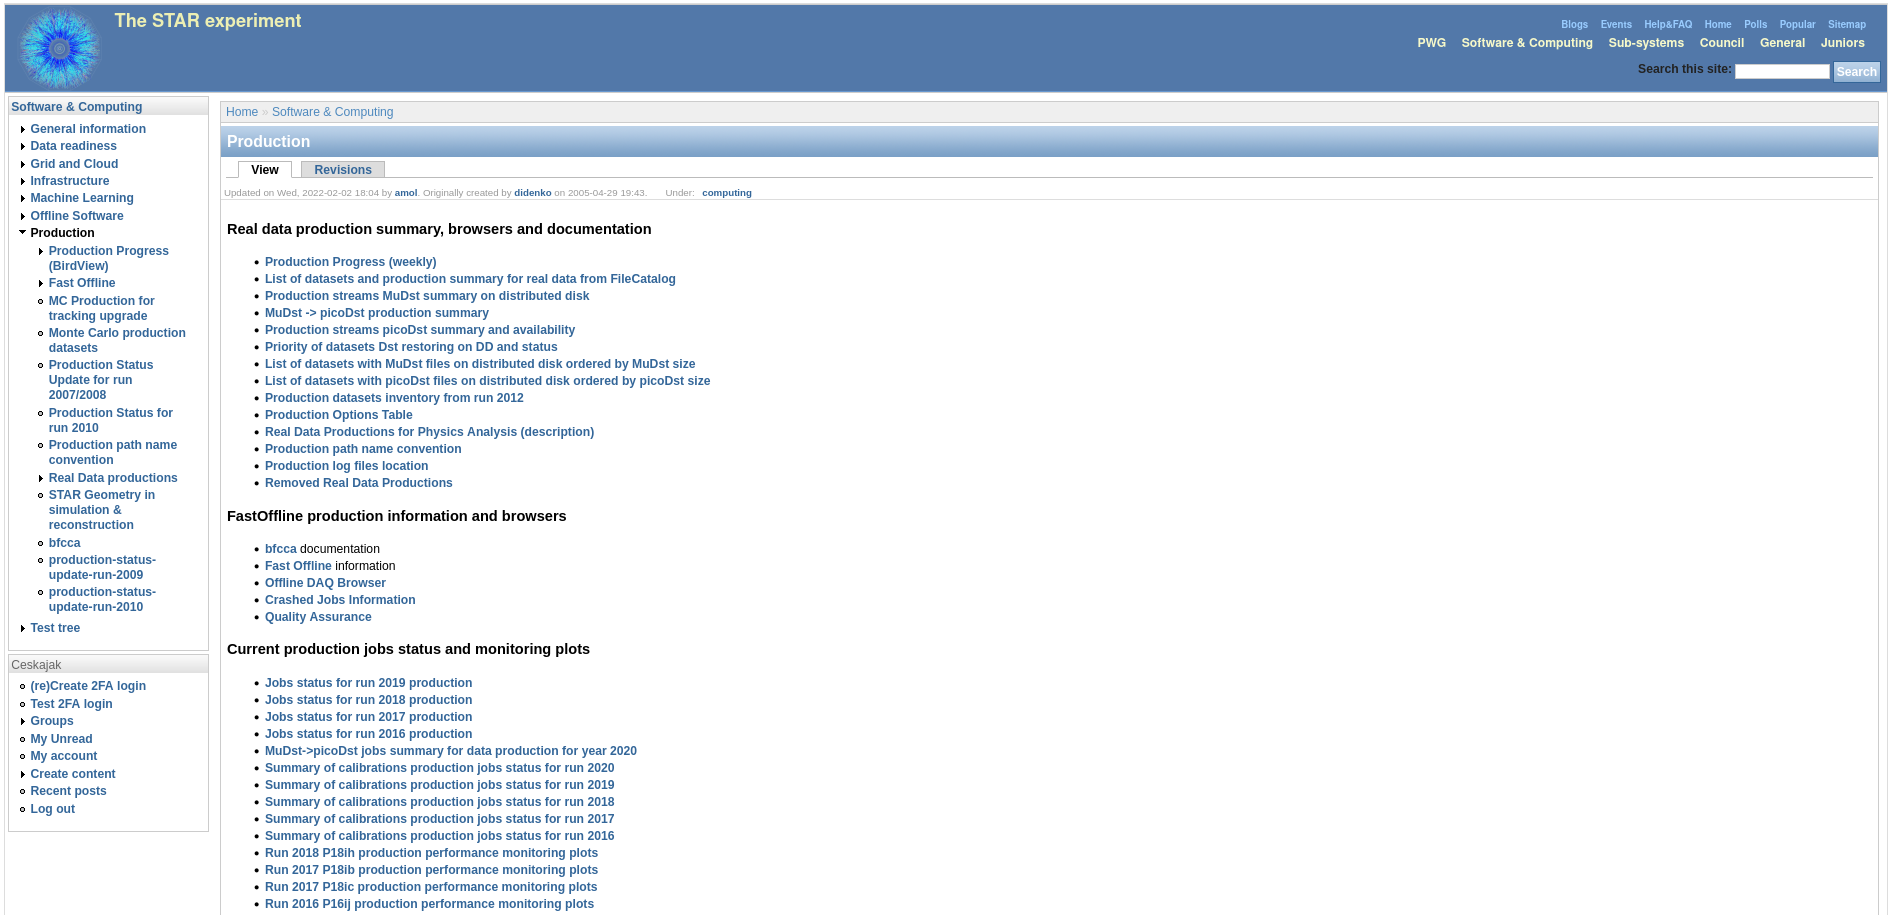 The STAR experiment
Blogs Events Help&FAQ Home Polls Popular Sitemap
PWG Software & Computing Sub-systems Council General Juniors
Search this site: Search
Software & Computing
General information
Data readiness
Grid and Cloud
Infrastructure
Machine Learning
Offline Software
Production
Production Progress
(BirdView)
Fast Offline
MC Production for
tracking upgrade
Monte Carlo production
datasets
Production Status
Update for run
2007/2008
Production Status for
run 2010
Production path name
convention
Real Data productions
STAR Geometry in
simulation &
reconstruction
bfcca
production-status-
update-run-2009
production-status-
update-run-2010
Test tree
Ceskajak
(re)Create 2FA login
Test 2FA login
Groups
My Unread
My account
Create content
Recent posts
Log out
Home » Software & Computing
Production
View Revisions
Updated on Wed, 2022-02-02 18:04 by amol. Originally created by didenko on 2005-04-29 19:43. Under: computing
Real data production summary, browsers and documentation
Production Progress (weekly)
List of datasets and production summary for real data from FileCatalog
Production streams MuDst summary on distributed disk
MuDst -> picoDst production summary
Production streams picoDst summary and availability
Priority of datasets Dst restoring on DD and status
List of datasets with MuDst files on distributed disk ordered by MuDst size
List of datasets with picoDst files on distributed disk ordered by picoDst size
Production datasets inventory from run 2012
Production Options Table
Real Data Productions for Physics Analysis (description)
Production path name convention
Production log files location
Removed Real Data Productions
FastOffline production information and browsers
bfcca documentation
Fast Offline information
Offline DAQ Browser
Crashed Jobs Information
Quality Assurance
Current production jobs status and monitoring plots
Jobs status for run 2019 production
Jobs status for run 2018 production
Jobs status for run 2017 production
Jobs status for run 2016 production
MuDst->picoDst jobs summary for data production for year 2020
Summary of calibrations production jobs status for run 2020
Summary of calibrations production jobs status for run 2019
Summary of calibrations production jobs status for run 2018
Summary of calibrations production jobs status for run 2017
Summary of calibrations production jobs status for run 2016
Run 2018 P18ih production performance monitoring plots
Run 2017 P18ib production performance monitoring plots
Run 2017 P18ic production performance monitoring plots
Run 2016 P16ij production performance monitoring plots